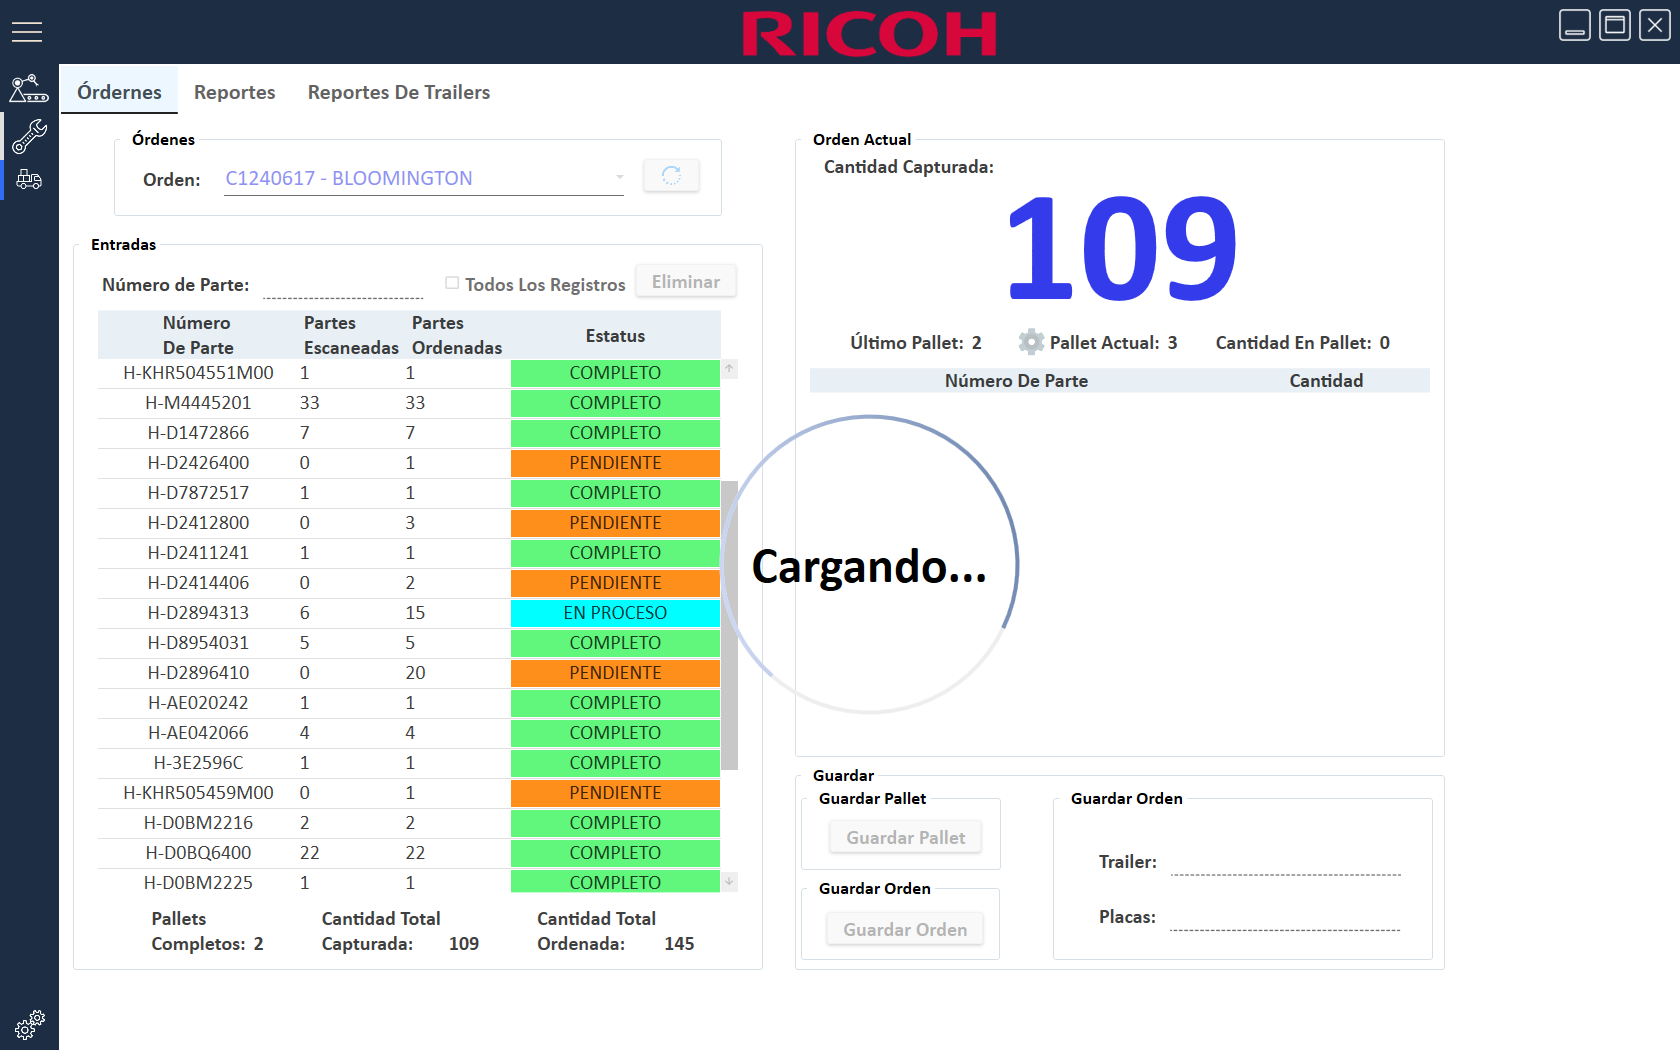 RICOH
Órdernes
Reportes
Reportes De Trailers
Órdenes
Orden: C1240617 - BLOOMINGTON
Entradas
Número de Parte:
Todos Los Registros
Eliminar
Número De Parte
Partes Escaneadas
Partes Ordenadas
Estatus
H-KHR504551M00 1 1 COMPLETO
H-M4445201 33 33 COMPLETO
H-D1472866 7 7 COMPLETO
H-D2426400 0 1 PENDIENTE
H-D7872517 1 1 COMPLETO
H-D2412800 0 3 PENDIENTE
H-D2411241 1 1 COMPLETO
H-D2414406 0 2 PENDIENTE
H-D2894313 6 15 EN PROCESO
H-D8954031 5 5 COMPLETO
H-D2896410 0 20 PENDIENTE
H-AE020242 1 1 COMPLETO
H-AE042066 4 4 COMPLETO
H-3E2596C 1 1 COMPLETO
H-KHR505459M00 0 1 PENDIENTE
H-D0BM2216 2 2 COMPLETO
H-D0BQ6400 22 22 COMPLETO
H-D0BM2225 1 1 COMPLETO
Pallets Completos: 2
Cantidad Total Capturada: 109
Cantidad Total Ordenada: 145
Orden Actual
Cantidad Capturada:
109
Último Pallet: 2
Pallet Actual: 3
Cantidad En Pallet: 0
Número De Parte
Cantidad
Cargando...
Guardar
Guardar Pallet
Guardar Pallet
Guardar Orden
Guardar Orden
Guardar Orden
Trailer:
Placas: